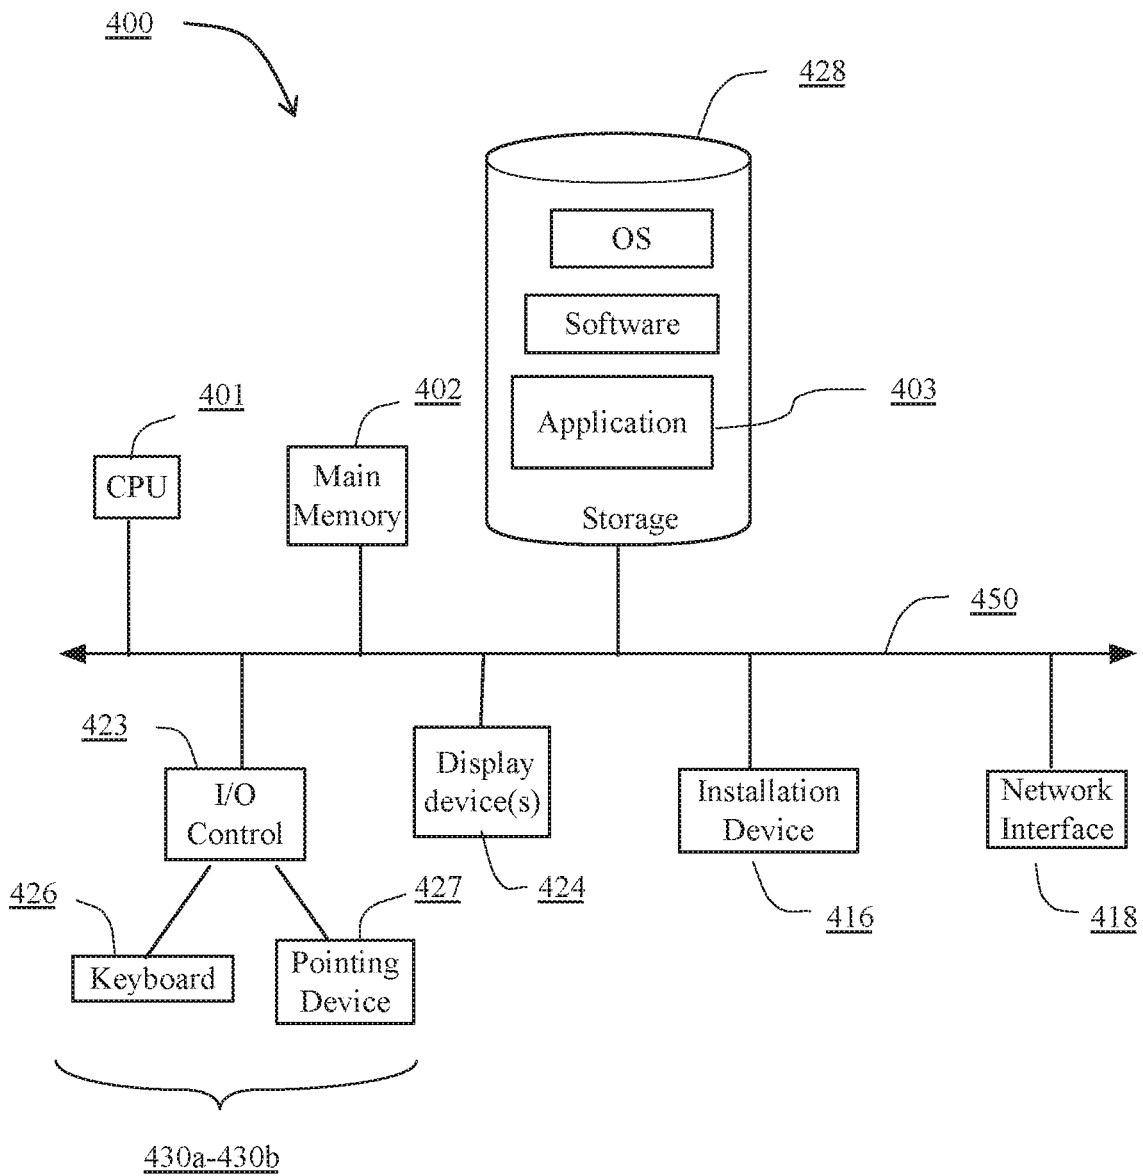 400
428
OS
Software
Application
403
Storage
401
CPU
402
Main
Memory
450
423
I/O
Control
Display
device(s)
424
Installation
Device
416
Network
Interface
418
426
Keyboard
427
Pointing
Device
430a-430b